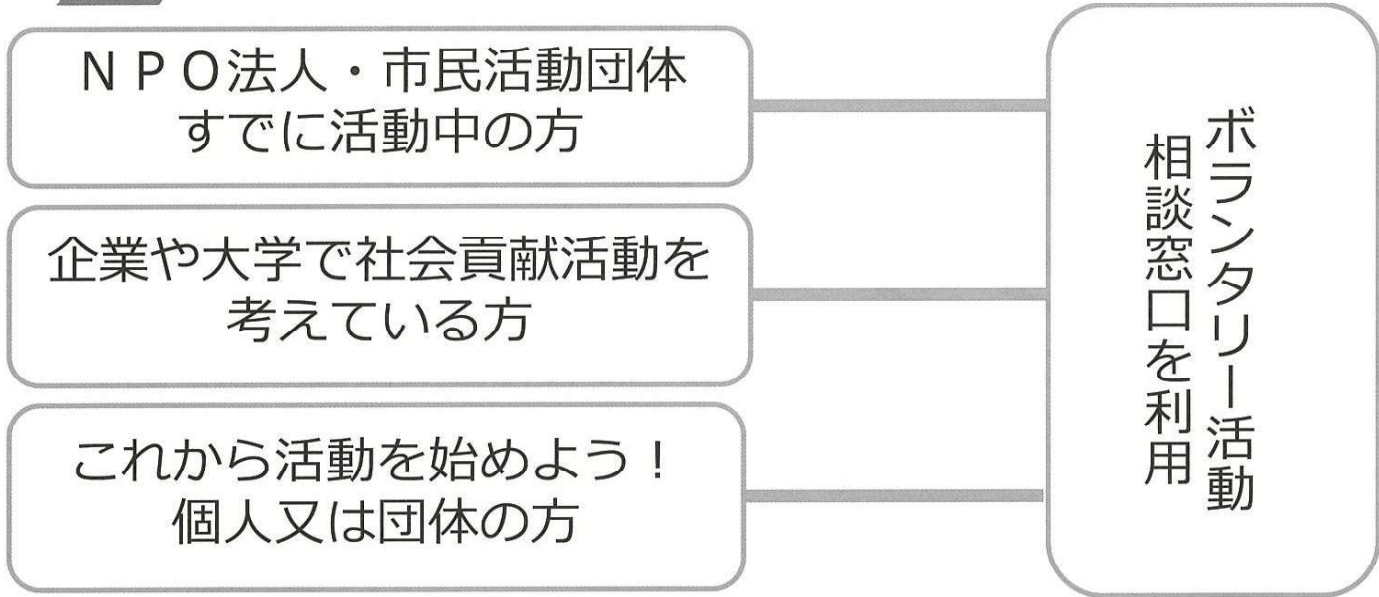 ＮＰＯ法人・市民活動団体
すでに活動中の方
企業や大学で社会貢献活動を
考えている方
これから活動を始めよう！
個人又は団体の方
ボランタリー活動
相談窓口を利用